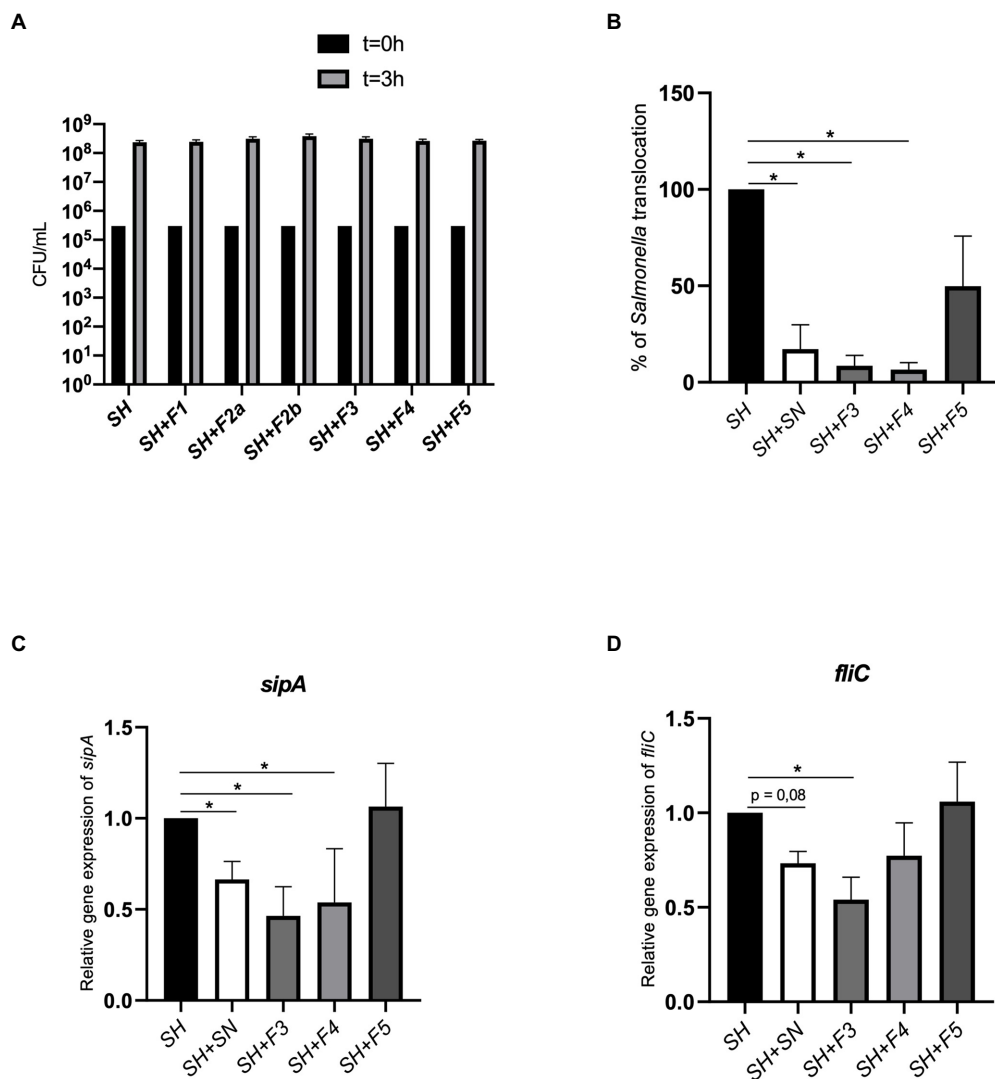 A
t=0h
t=3h
CFU/mL
10⁹
10⁸
10⁷
10⁶
10⁵
10⁴
10³
10²
10¹
10⁰
SH
SH+F1
SH+F2a
SH+F2b
SH+F3
SH+F4
SH+F5
B
% of Salmonella translocation
150
100
50
0
*
*
*
SH
SH+SN
SH+F3
SH+F4
SH+F5
C
sipA
Relative gene expression of sipA
1.5
1.0
0.5
0.0
*
*
*
SH
SH+SN
SH+F3
SH+F4
SH+F5
D
fliC
Relative gene expression of fliC
1.5
1.0
0.5
0.0
*
p = 0,08
SH
SH+SN
SH+F3
SH+F4
SH+F5